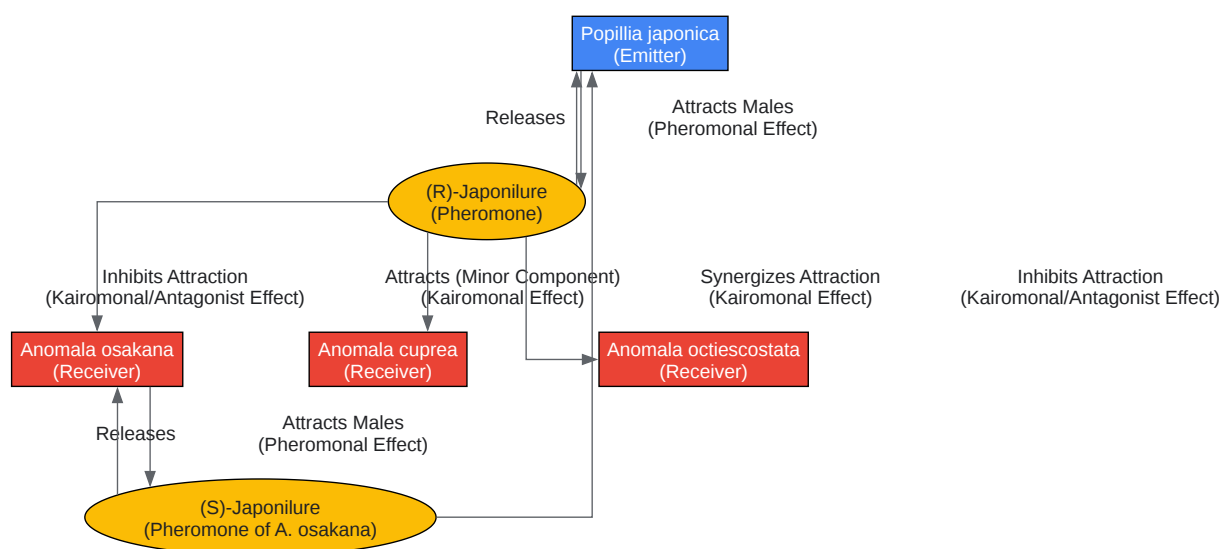 Popillia japonica
(Emitter)
Releases
Attracts Males
(Pheromonal Effect)
(R)-Japonilure
(Pheromone)
Inhibits Attraction
(Kairomonal/Antagonist Effect)
Attracts (Minor Component)
(Kairomonal Effect)
Synergizes Attraction
(Kairomonal Effect)
Inhibits Attraction
(Kairomonal/Antagonist Effect)
Anomala osakana
(Receiver)
Anomala cuprea
(Receiver)
Anomala octiescostata
(Receiver)
Releases
Attracts Males
(Pheromonal Effect)
(S)-Japonilure
(Pheromone of A. osakana)